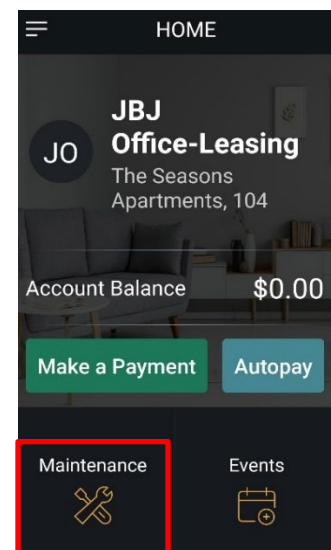 HOME
JBJ
Office-Leasing
JO
The Seasons
Apartments, 104
Account Balance $0.00
Make a Payment Autopay
Maintenance Events